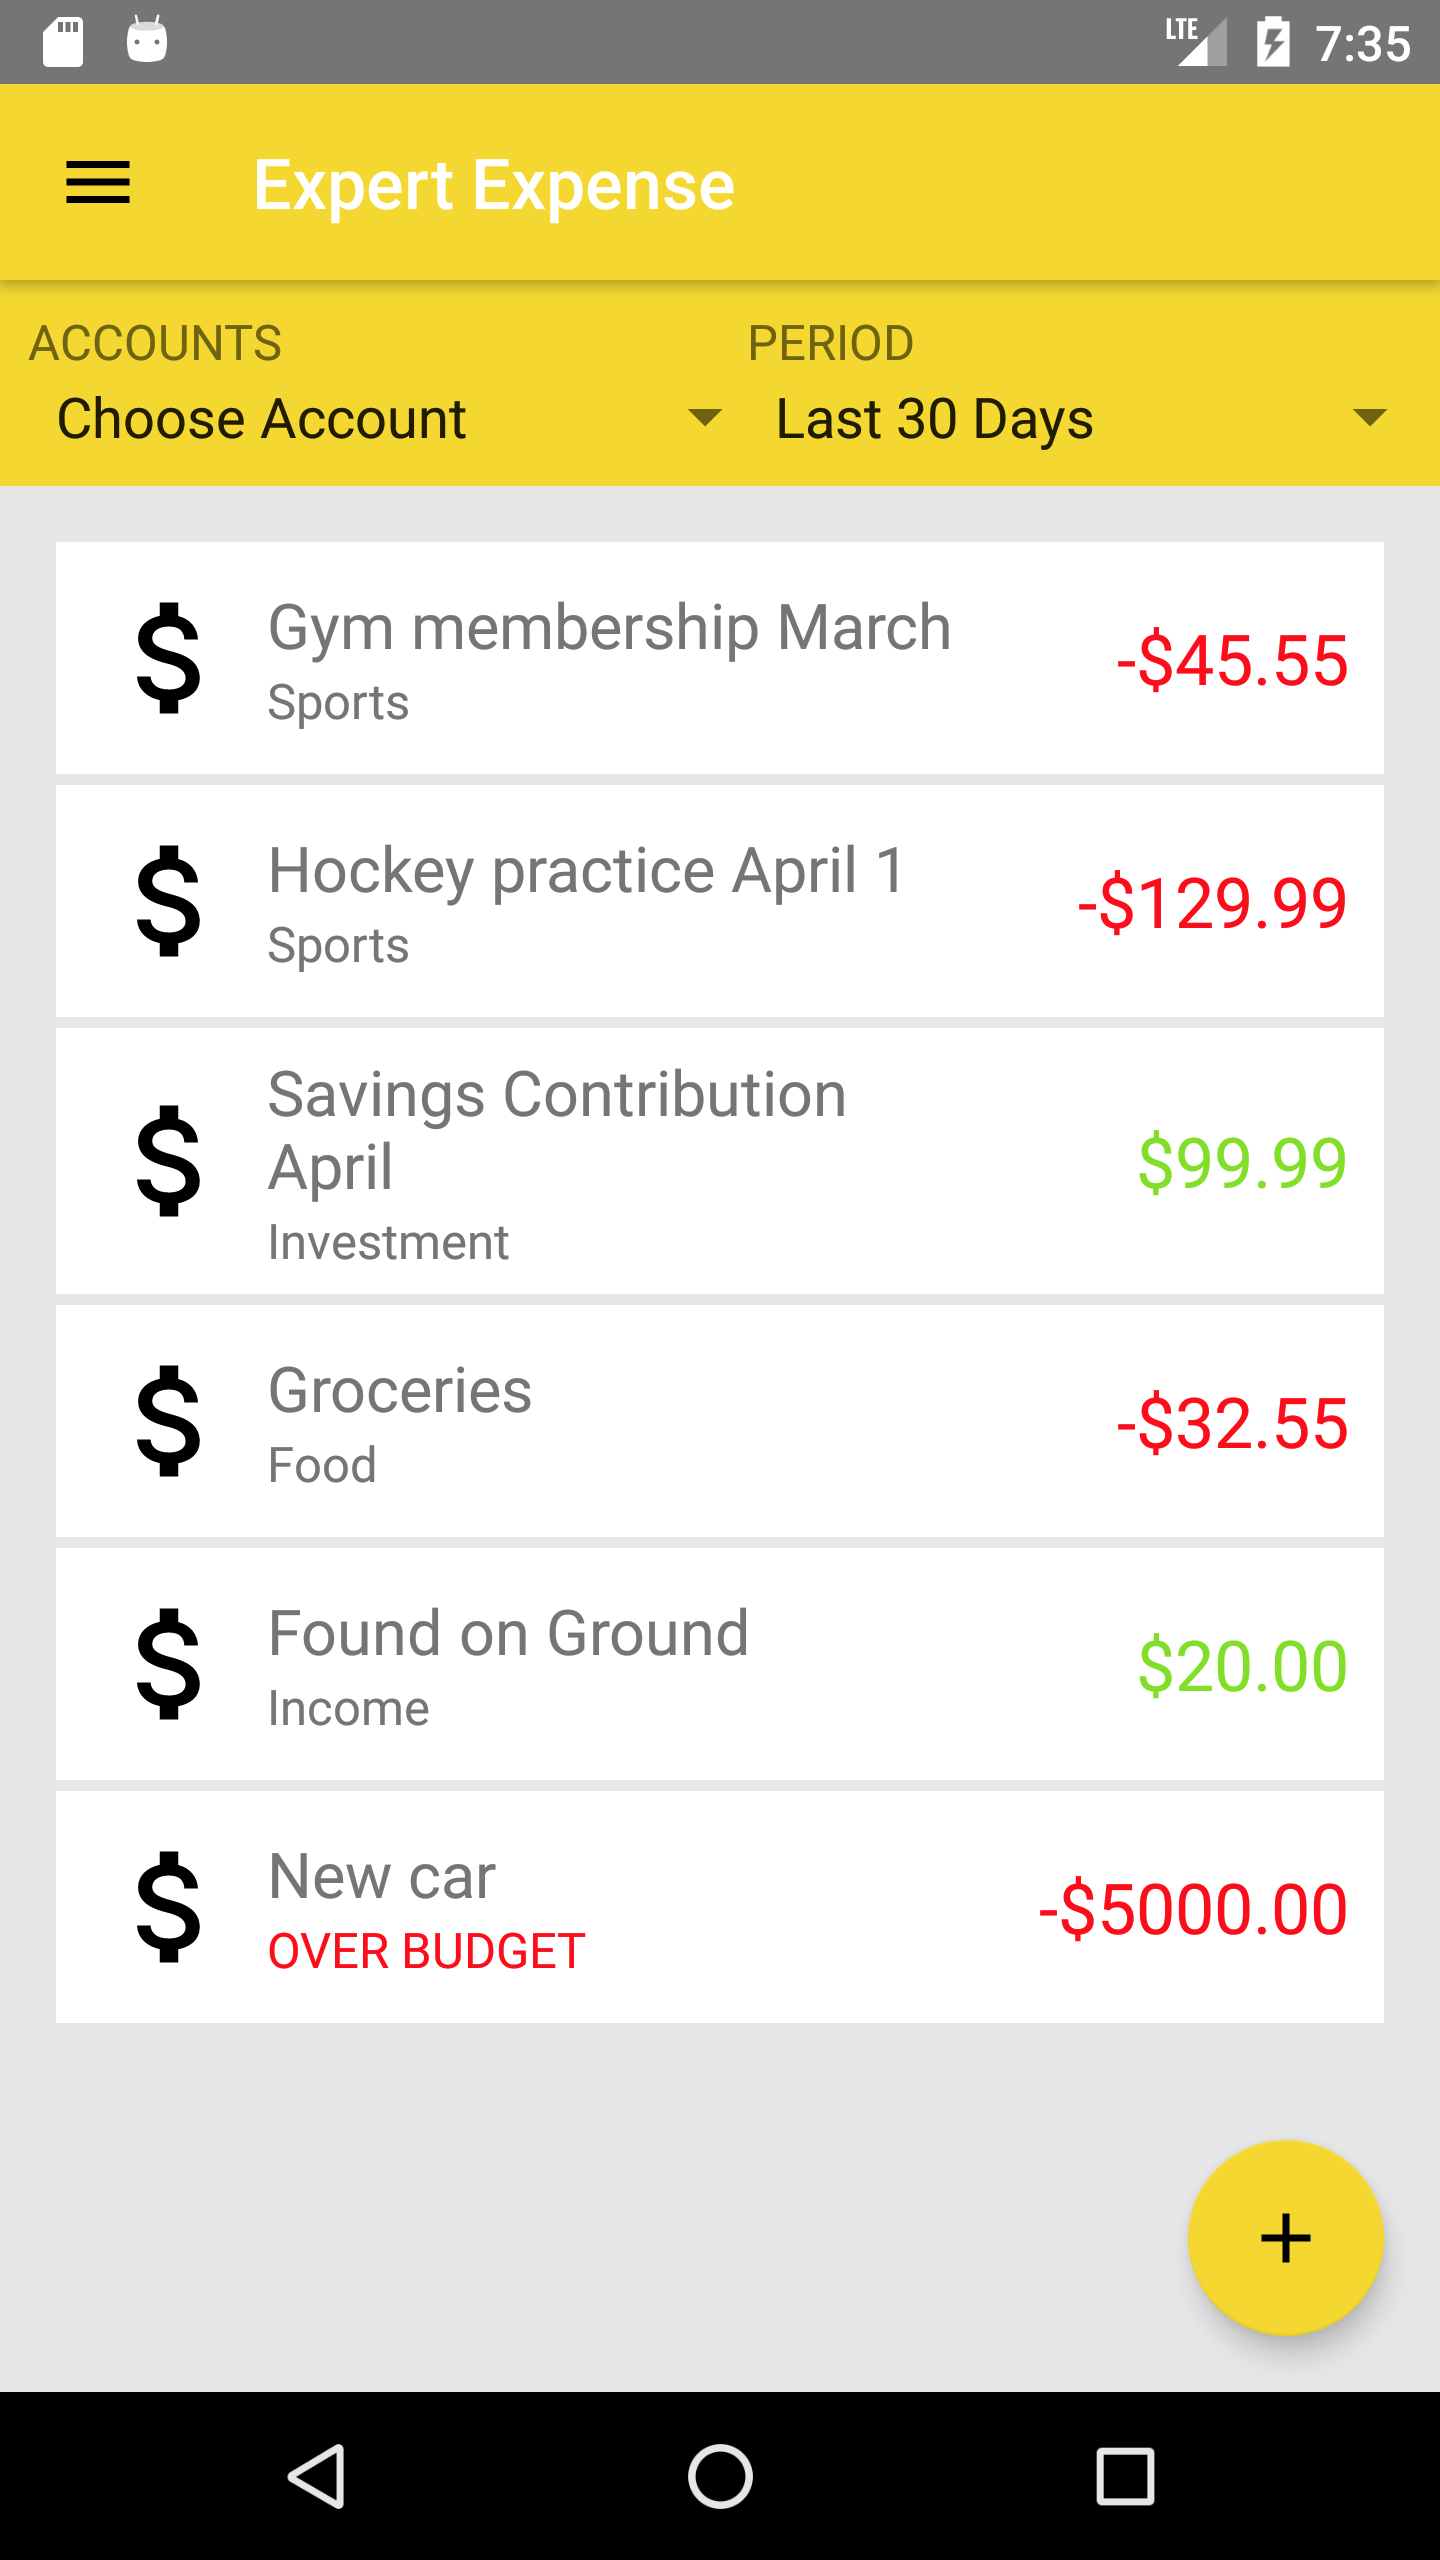 LTE 7:35
Expert Expense
ACCOUNTS PERIOD
Choose Account Last 30 Days
Gym membership March
Sports
-$45.55
Hockey practice April 1
Sports
-$129.99
Savings Contribution
April
Investment
$99.99
Groceries
Food
-$32.55
Found on Ground
Income
$20.00
New car
OVER BUDGET
-$5000.00